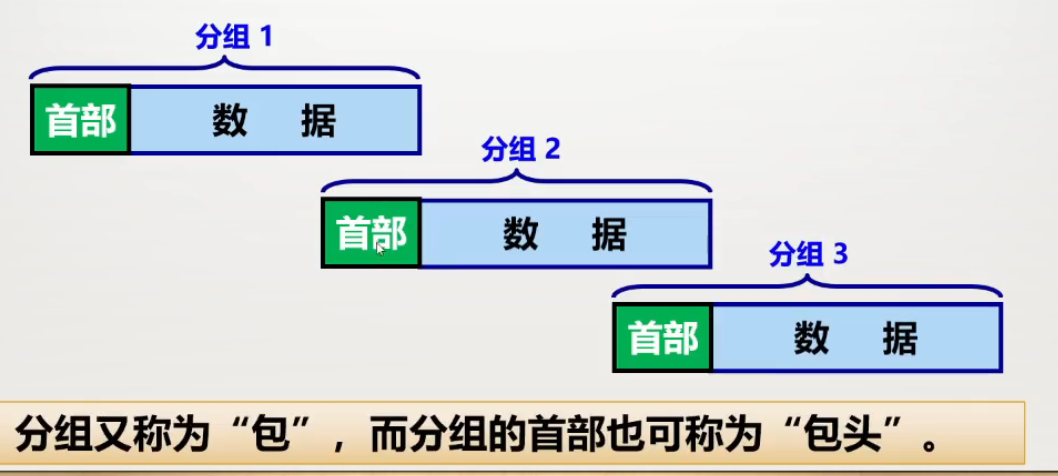 分组 1
首部 数 据
分组 2
首部 数 据
分组 3
首部 数 据
分组又称为“包”，而分组的首部也可称为“包头”。